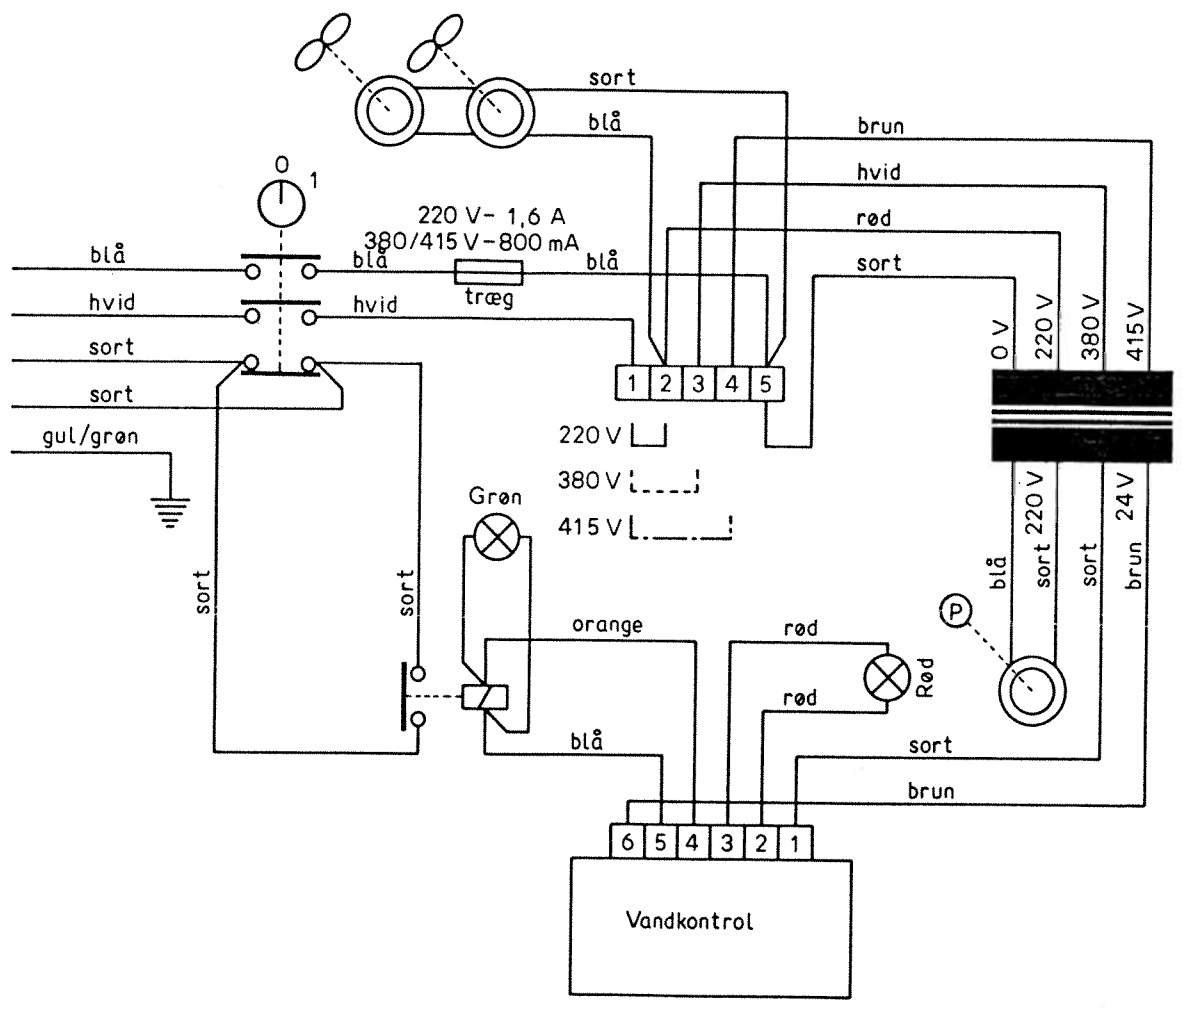 sort
blå
brun
0
1
hvid
220 V– 1,6 A
380/415 V–800 mA
rød
blå
blå
blå
sort
træg
hvid
hvid
0 V
220 V
380 V
415 V
sort
1 2 3 4 5
sort
gul/grøn
220 V
380 V
415 V
Grøn
220 V
24 V
blå
sort
sort
brun
sort
sort
P
orange
rød
Rød
rød
blå
sort
brun
6 5 4 3 2 1
Vandkontrol